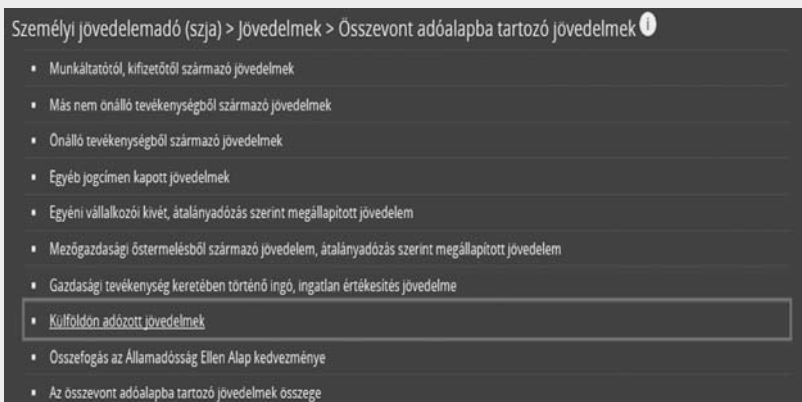 Személyi jövedelemadó (szja) > Jövedelmek > Összevont adóalapba tartozó jövedelmek i
▪ Munkáltatótól, kifizetőtől származó jövedelmek
▪ Más nem önálló tevékenységből származó jövedelmek
▪ Önálló tevékenységből származó jövedelmek
▪ Egyéb jogcímen kapott jövedelmek
▪ Egyéni vállalkozói kivét, átalányadózás szerint megállapított jövedelem
▪ Mezőgazdasági őstermelésből származó jövedelem, átalányadózás szerint megállapított jövedelem
▪ Gazdasági tevékenység keretében történő ingó, ingatlan értékesítés jövedelme
▪ Külföldön adózott jövedelmek
▪ Összefogás az Államadósság Ellen Alap kedvezménye
▪ Az összevont adóalapba tartozó jövedelmek összege